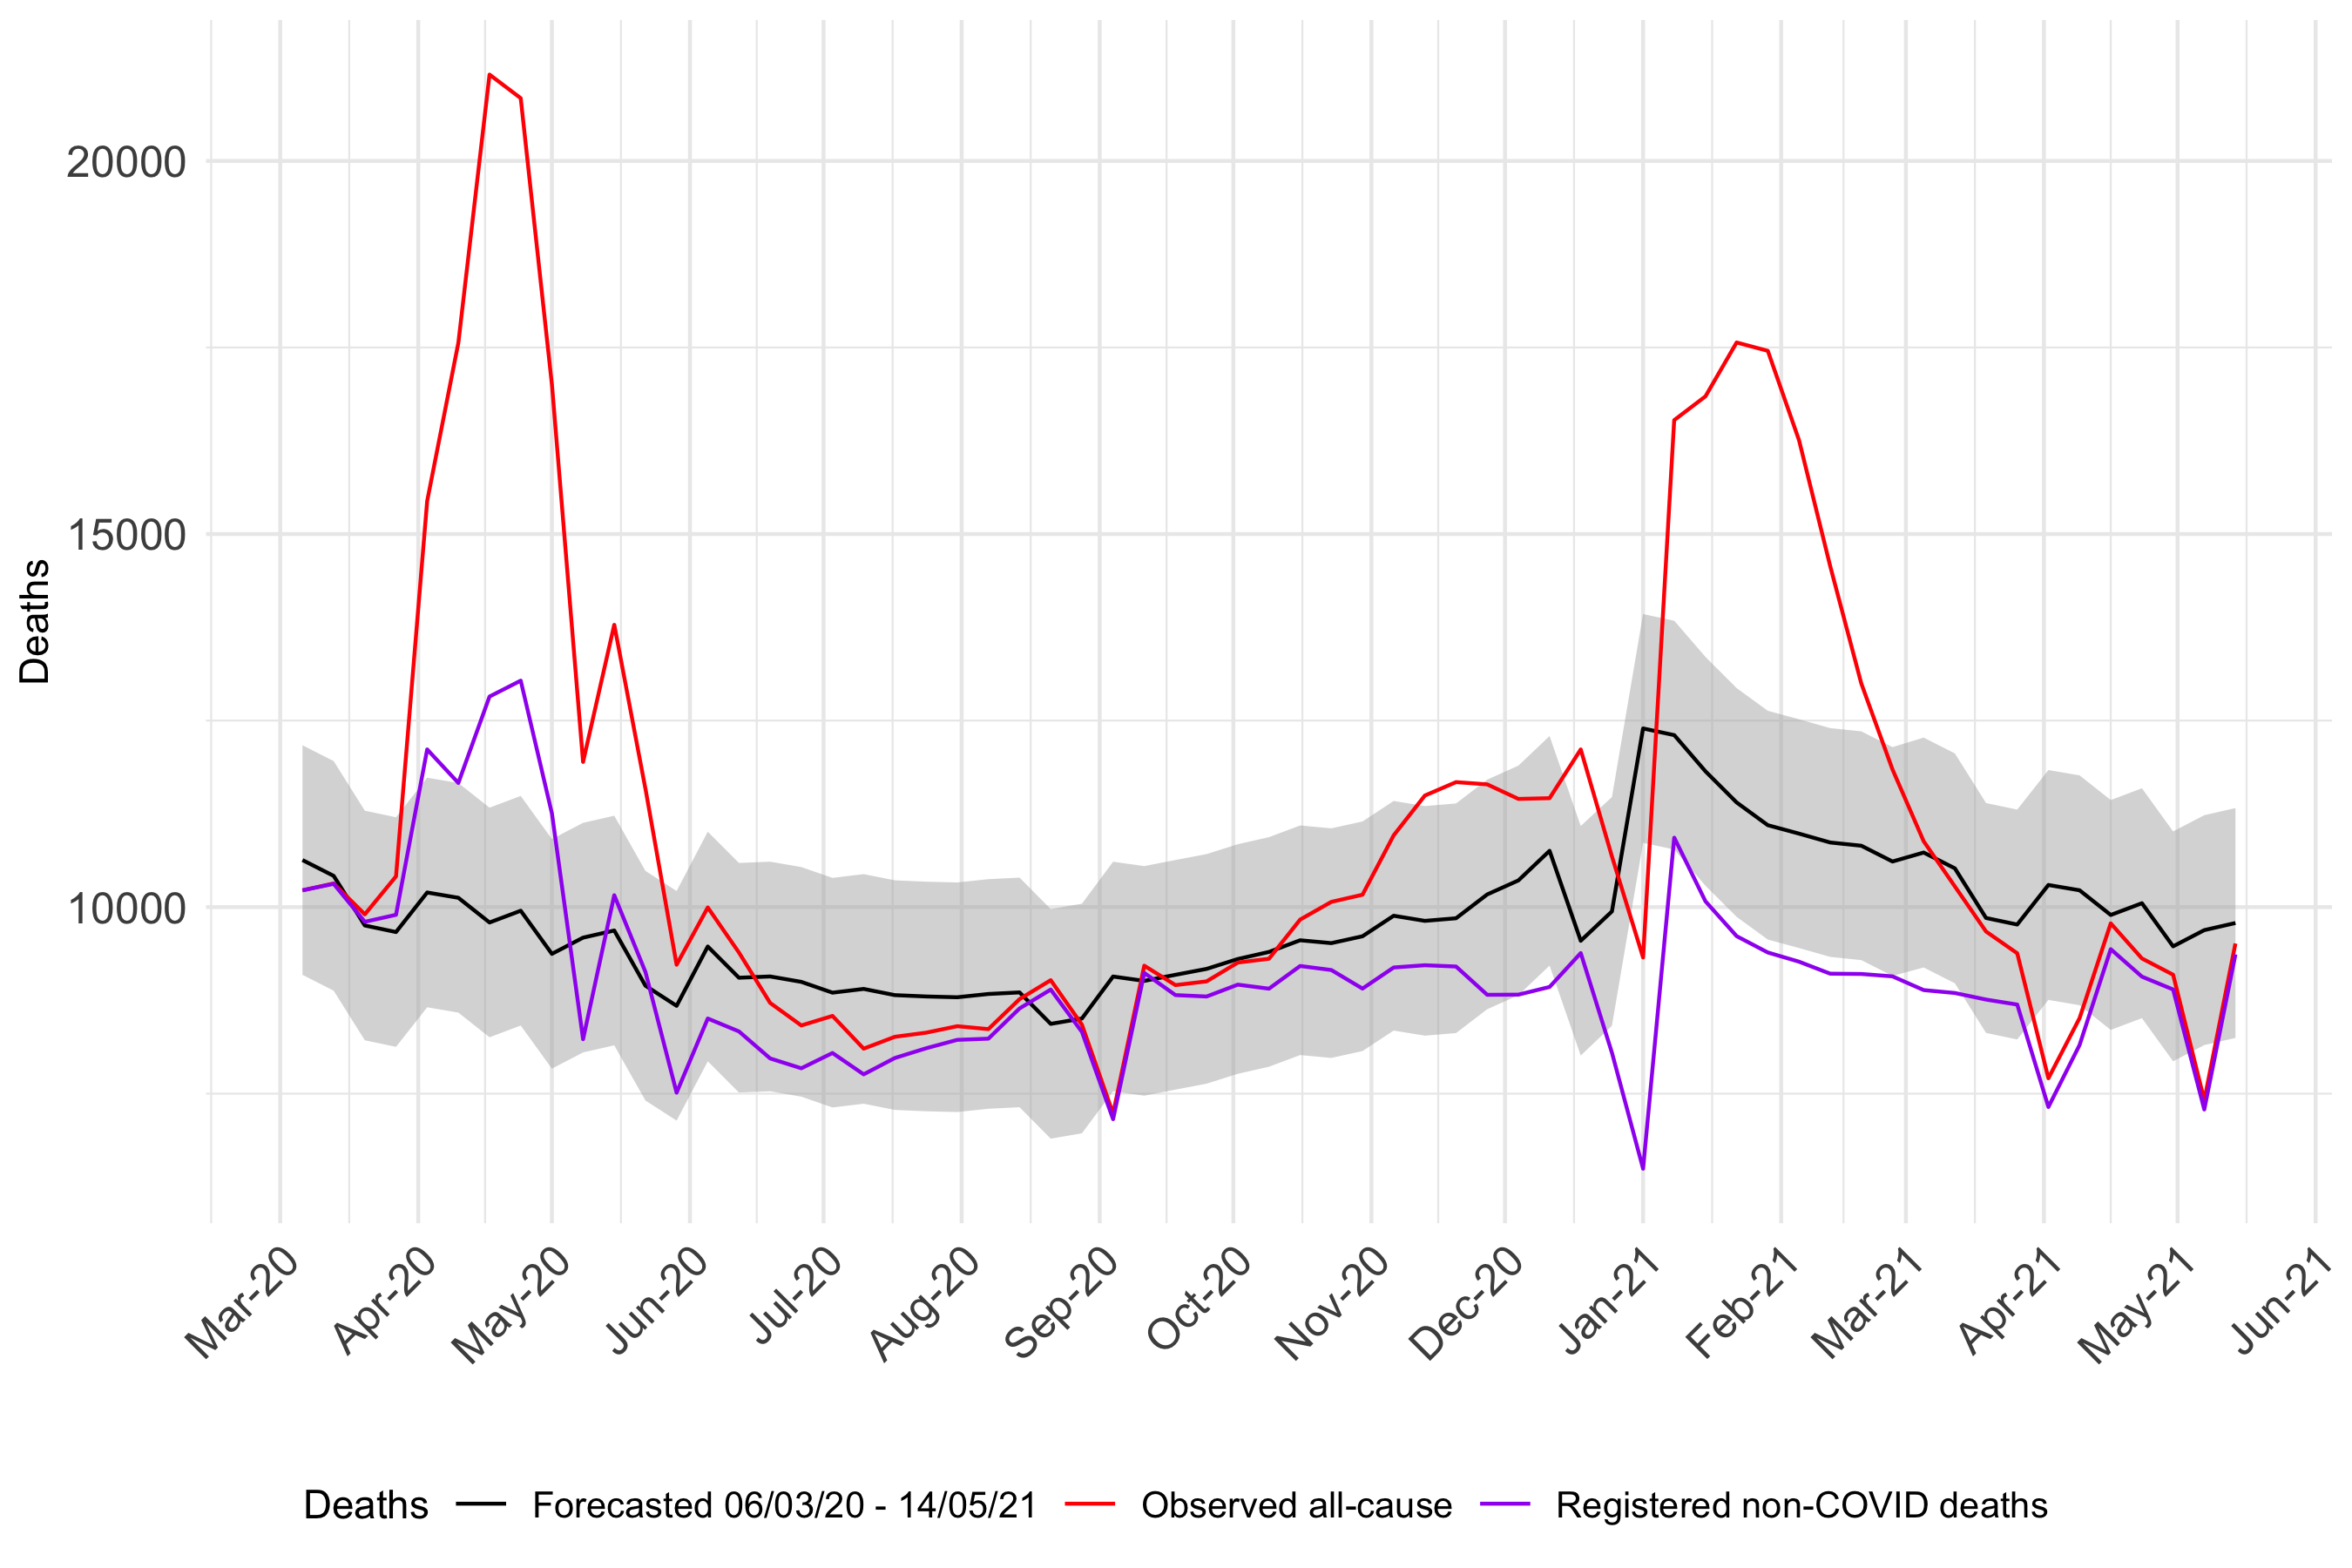 Deaths
20000
15000
10000
Mar-20
Apr-20
May-20
Jun-20
Jul-20
Aug-20
Sep-20
Oct-20
Nov-20
Dec-20
Jan-21
Feb-21
Mar-21
Apr-21
May-21
Jun-21
Deaths Forecasted 06/03/20 - 14/05/21 Observed all-cause Registered non-COVID deaths